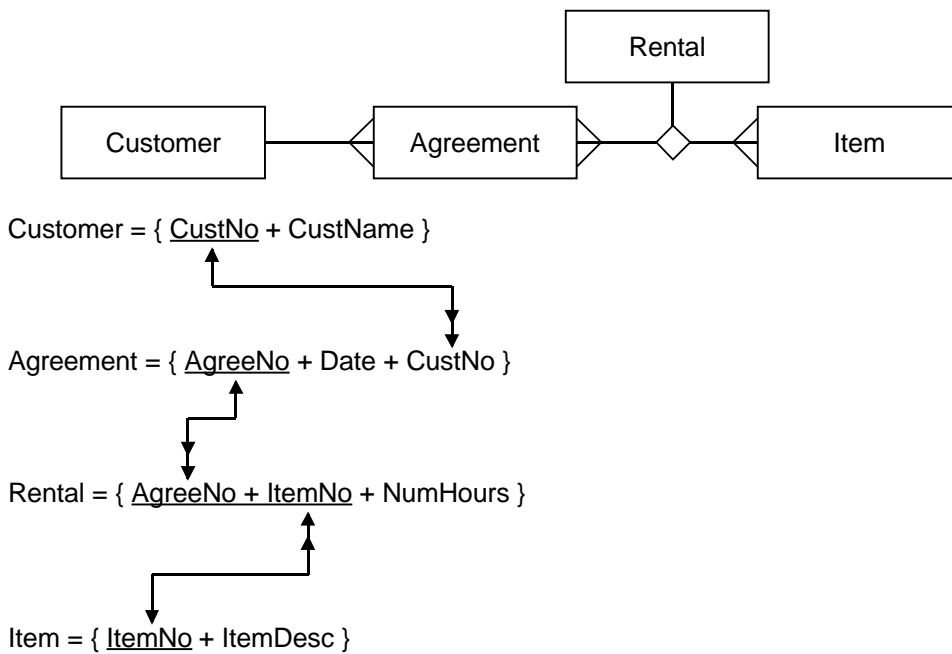 Rental
Customer
Agreement
Item
Customer = { CustNo + CustName }
Agreement = { AgreeNo + Date + CustNo }
Rental = { AgreeNo + ItemNo + NumHours }
Item = { ItemNo + ItemDesc }